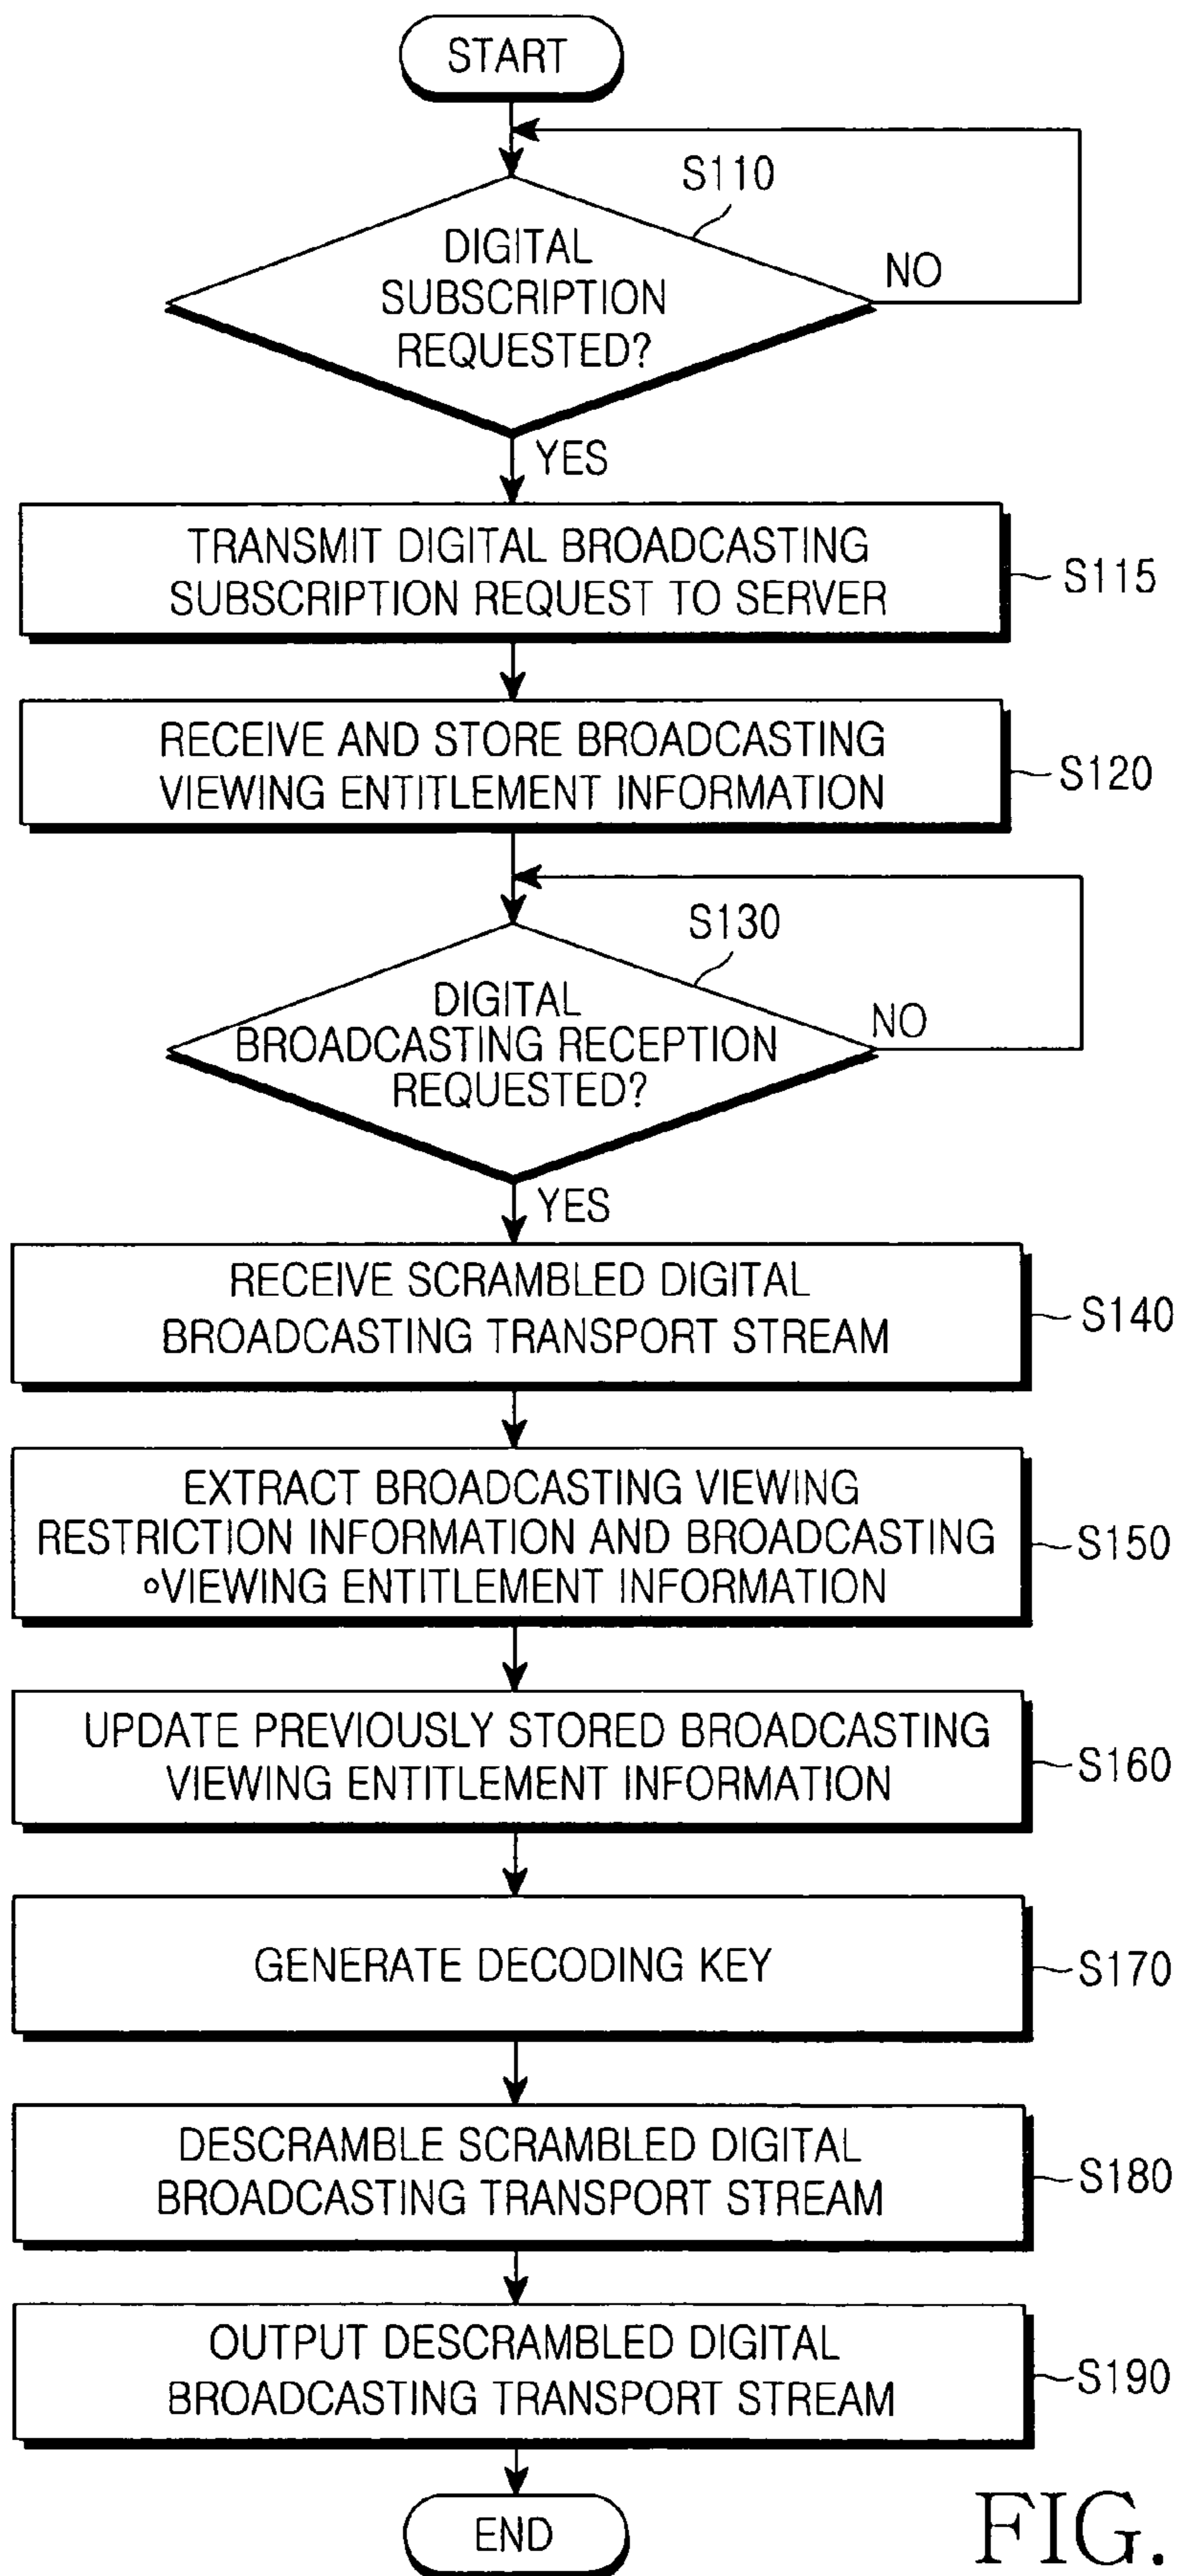 START
S110
DIGITAL
SUBSCRIPTION
REQUESTED?
NO
YES
TRANSMIT DIGITAL BROADCASTING
SUBSCRIPTION REQUEST TO SERVER
S115
RECEIVE AND STORE BROADCASTING
VIEWING ENTITLEMENT INFORMATION
S120
S130
DIGITAL
BROADCASTING RECEPTION
REQUESTED?
NO
YES
RECEIVE SCRAMBLED DIGITAL
BROADCASTING TRANSPORT STREAM
S140
EXTRACT BROADCASTING VIEWING
RESTRICTION INFORMATION AND BROADCASTING
∘VIEWING ENTITLEMENT INFORMATION
S150
UPDATE PREVIOUSLY STORED BROADCASTING
VIEWING ENTITLEMENT INFORMATION
S160
GENERATE DECODING KEY
S170
DESCRAMBLE SCRAMBLED DIGITAL
BROADCASTING TRANSPORT STREAM
S180
OUTPUT DESCRAMBLED DIGITAL
BROADCASTING TRANSPORT STREAM
S190
END
FIG.